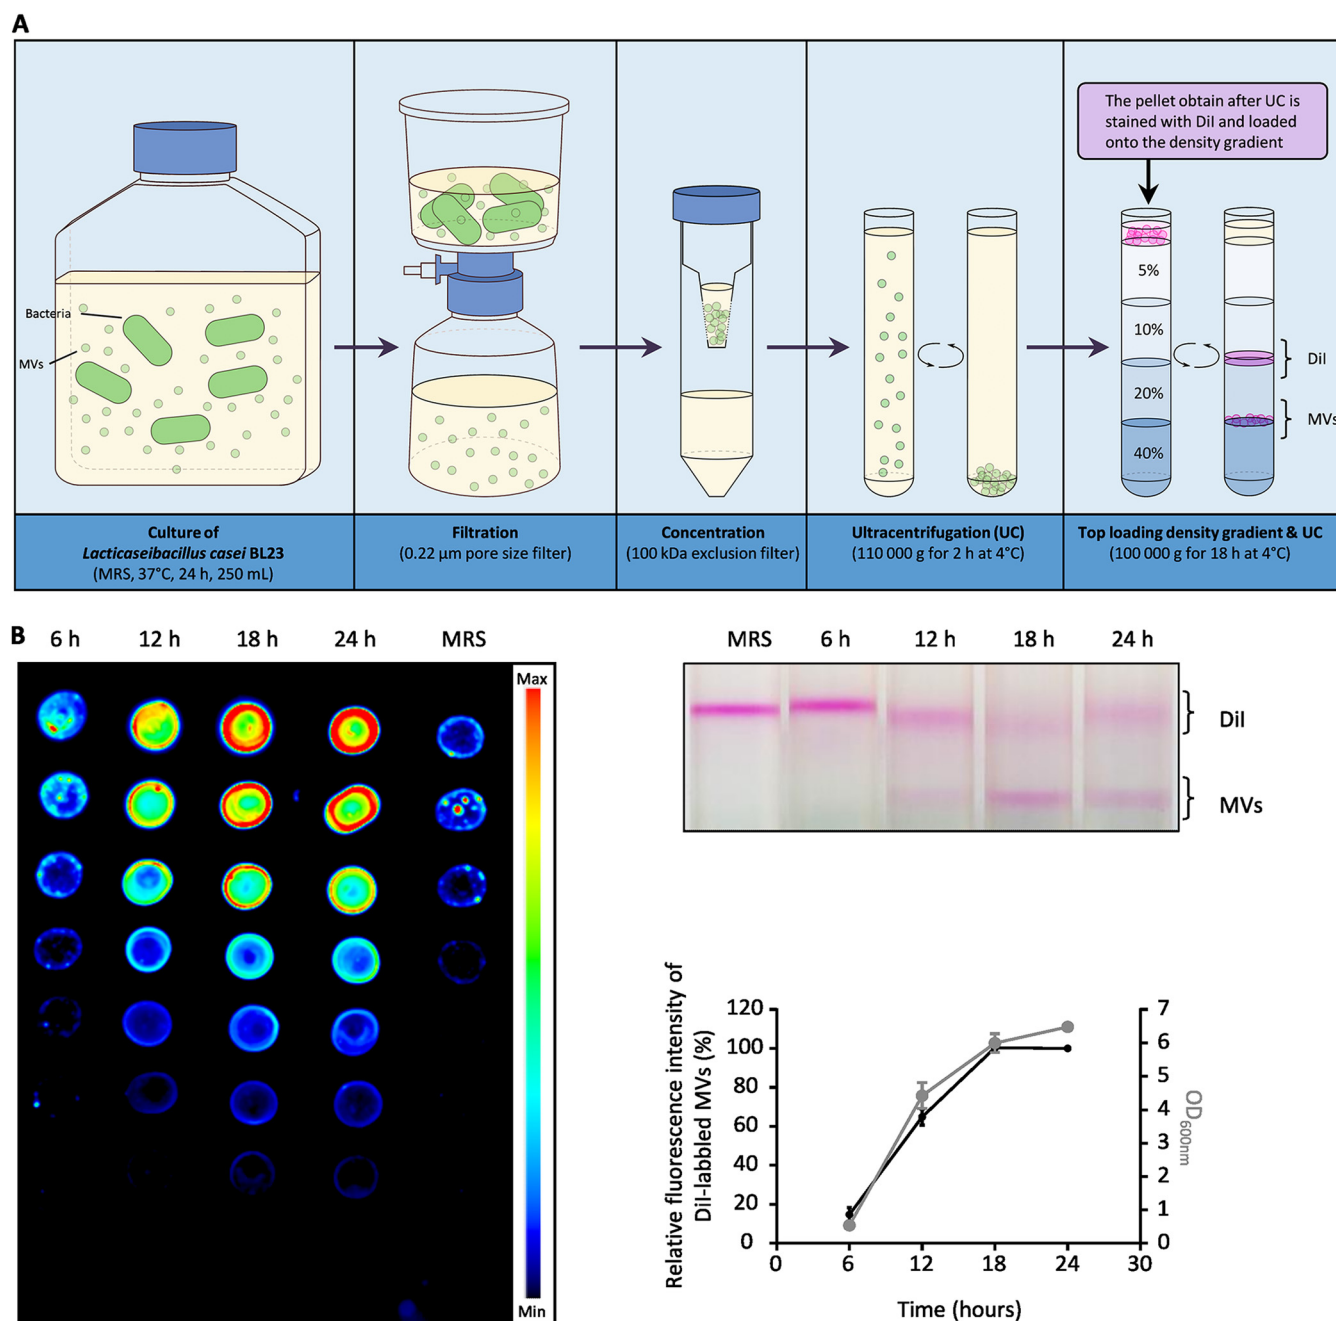 A
The pellet obtain after UC is
stained with DiI and loaded
onto the density gradient
Bacteria
MVs
5%
10%
20%
40%
DiI
MVs
Culture of
Lacticaseibacillus casei BL23
(MRS, 37°C, 24 h, 250 mL)
Filtration
(0.22 µm pore size filter)
Concentration
(100 kDa exclusion filter)
Ultracentrifugation (UC)
(110 000 g for 2 h at 4°C)
Top loading density gradient & UC
(100 000 g for 18 h at 4°C)
B
6 h 12 h 18 h 24 h MRS
Max
Min
MRS 6 h 12 h 18 h 24 h
DiI
MVs
Relative fluorescence intensity of
DiI-labbled MVs (%)
120
100
80
60
40
20
0
7
6
5
4
3
2
1
0
OD600nm
0 6 12 18 24 30
Time (hours)